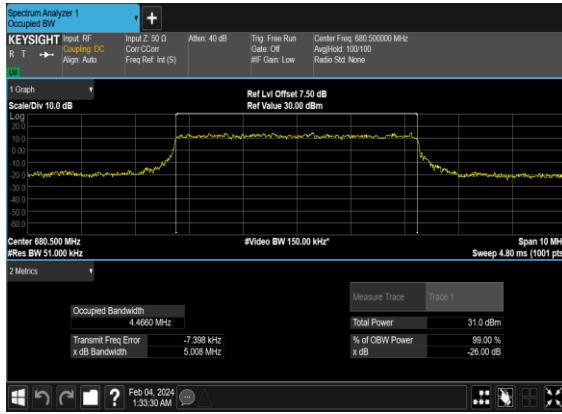 Spectrum Analyzer 1
Occupied BW
+
KEYSIGHT Input: RF Input Z: 50 Ω Atten: 40 dB Trig: Free Run Center Freq: 680.500000 MHz
R T Coupling: DC Corr CCorr Gate: Off Avg|Hold: 100/100
Align: Auto Freq Ref: Int (S) #IF Gain: Low Radio Std: None
LU
1 Graph
Ref Lvl Offset 7.50 dB
Scale/Div 10.0 dB Ref Value 30.00 dBm
Log
20.0
10.0
0.00
-10.0
-20.0
-30.0
-40.0
-50.0
-60.0
Center 680.500 MHz #Video BW 150.00 kHz* Span 10 MH
#Res BW 51.000 kHz Sweep 4.80 ms (1001 pts
2 Metrics
Measure Trace Trace 1
Occupied Bandwidth
4.4660 MHz Total Power 31.0 dBm
Transmit Freq Error -7.398 kHz % of OBW Power 99.00 %
x dB Bandwidth 5.008 MHz x dB -26.00 dB
? Feb 04, 2024
1:33:30 AM